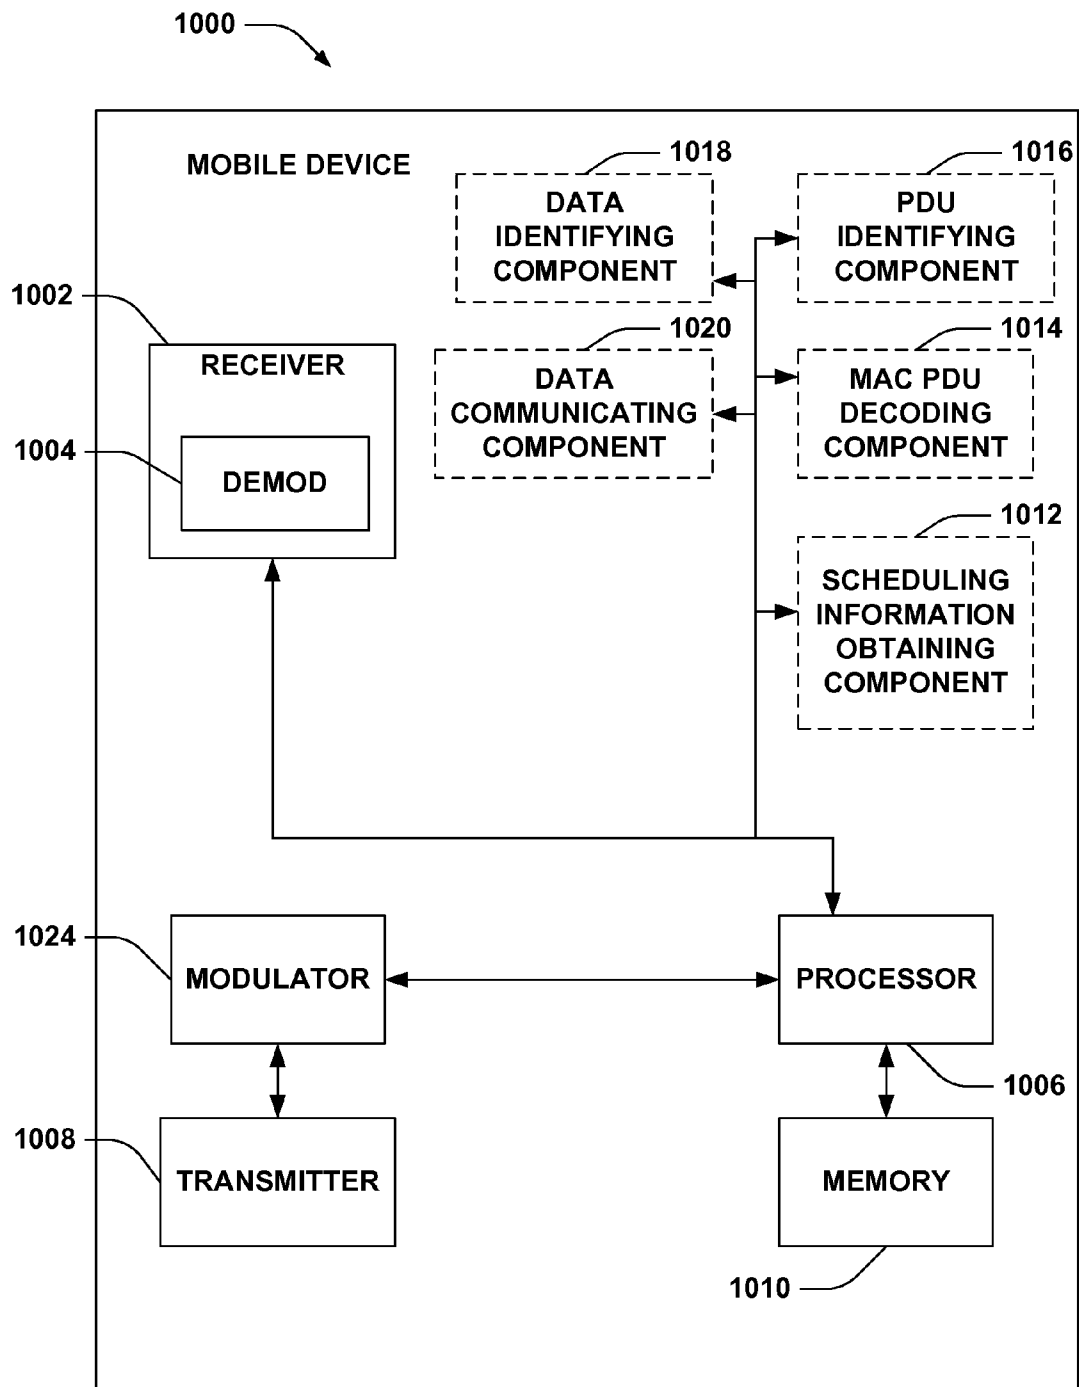 1000
MOBILE DEVICE
1018
DATA
IDENTIFYING
COMPONENT
1016
PDU
IDENTIFYING
COMPONENT
1002
RECEIVER
1004
DEMOD
1020
DATA
COMMUNICATING
COMPONENT
1014
MAC PDU
DECODING
COMPONENT
1012
SCHEDULING
INFORMATION
OBTAINING
COMPONENT
1024
MODULATOR
PROCESSOR
1006
1008
TRANSMITTER
MEMORY
1010